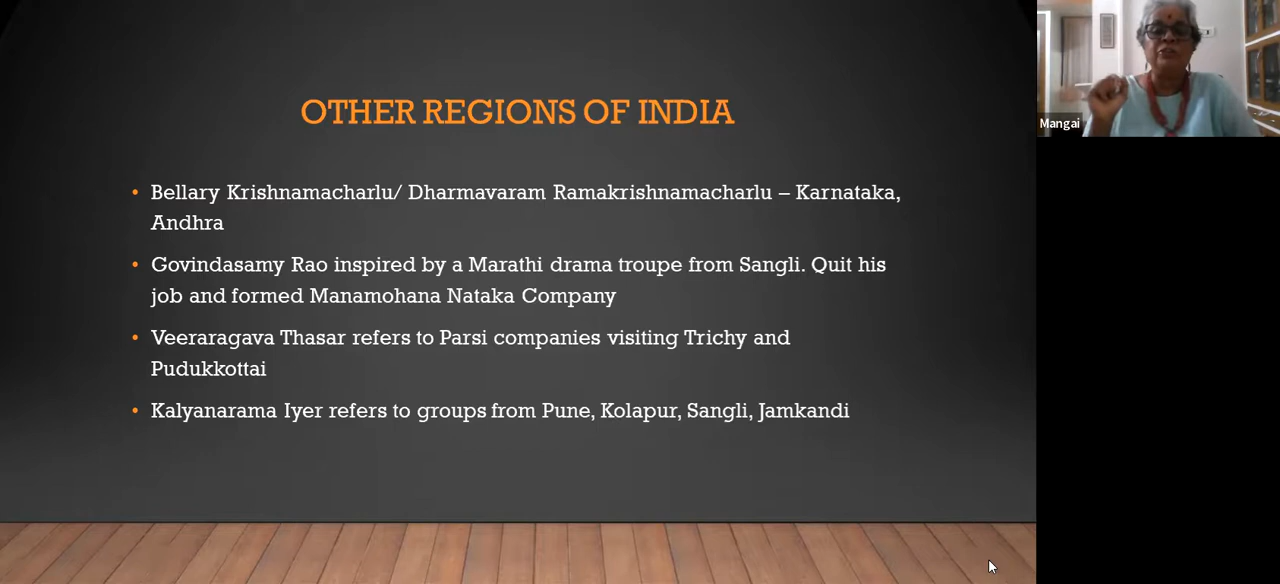 OTHER REGIONS OF INDIA
• Bellary Krishnamacharlu/ Dharmavaram Ramakrishnamacharlu – Karnataka,
Andhra
• Govindasamy Rao inspired by a Marathi drama troupe from Sangli. Quit his
job and formed Manamohana Nataka Company
• Veeraragava Thasar refers to Parsi companies visiting Trichy and
Pudukkottai
• Kalyanarama Iyer refers to groups from Pune, Kolapur, Sangli, Jamkandi
Mangai